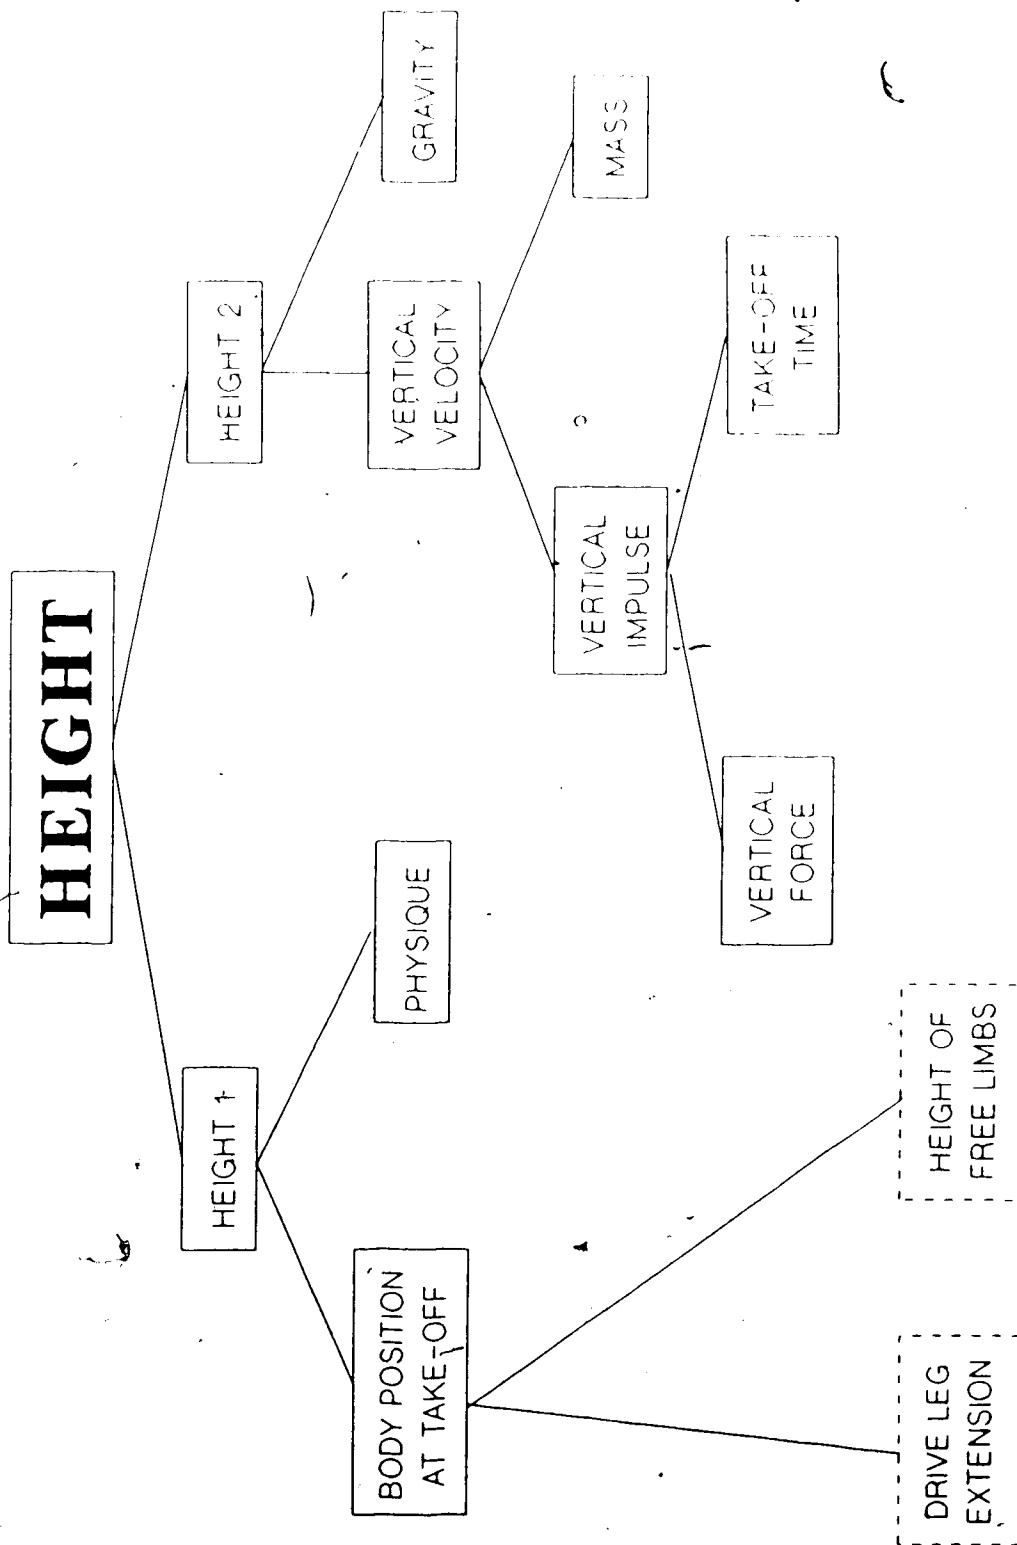 HEIGHT
HEIGHT 1
HEIGHT 2
BODY POSITION
AT TAKE-OFF
PHYSIQUE
VERTICAL
VELOCITY
GRAVITY
VERTICAL
IMPULSE
MASS
VERTICAL
FORCE
TAKE-OFF
TIME
DRIVE LEG
EXTENSION
HEIGHT OF
FREE LIMBS